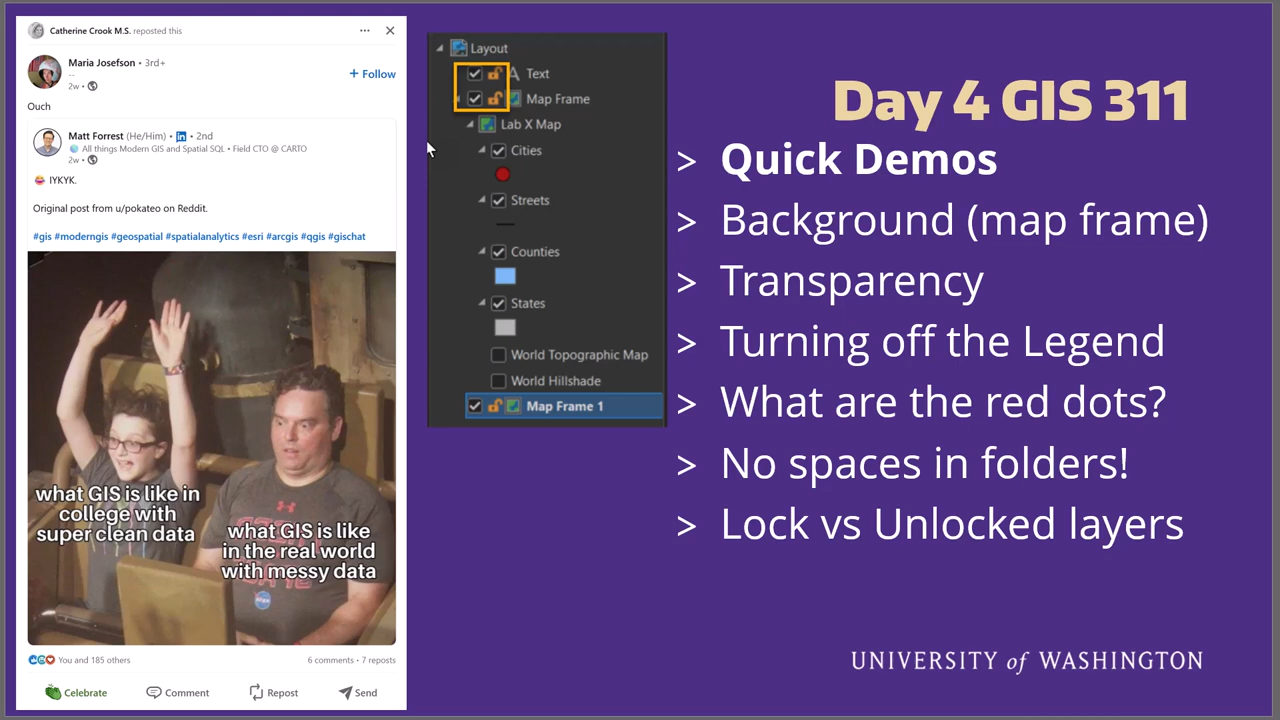 Catherine Crook M.S. reposted this
Maria Josefson • 3rd+
--
2w •
+ Follow
Ouch
Matt Forrest (He/Him) • in • 2nd
All things Modern GIS and Spatial SQL • Field CTO @ CARTO
2w •
IYKYK.
Original post from u/pokateo on Reddit.
#gis #moderngis #geospatial #spatialanalytics #esri #arcgis #qgis #gischat
what GIS is like in
college with
super clean data
what GIS is like
in the real world
with messy data
NASA
You and 185 others
6 comments • 7 reposts
Celebrate
Comment
Repost
Send
Layout
A Text
Map Frame
Lab X Map
Cities
Streets
Counties
States
World Topographic Map
World Hillshade
Map Frame 1
Day 4 GIS 311
> Quick Demos
> Background (map frame)
> Transparency
> Turning off the Legend
> What are the red dots?
> No spaces in folders!
> Lock vs Unlocked layers
UNIVERSITY of WASHINGTON